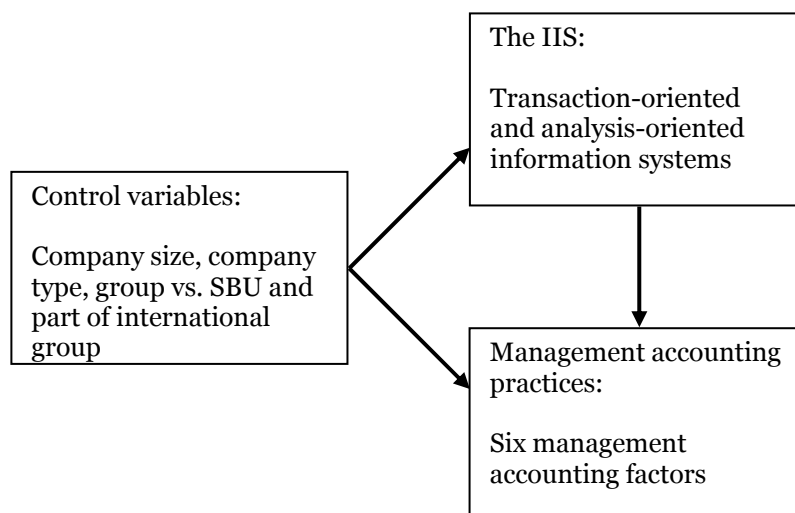 The IIS:
Transaction-oriented
and analysis-oriented
information systems
Control variables:
Company size, company
type, group vs. SBU and
part of international
group
Management accounting
practices:
Six management
accounting factors